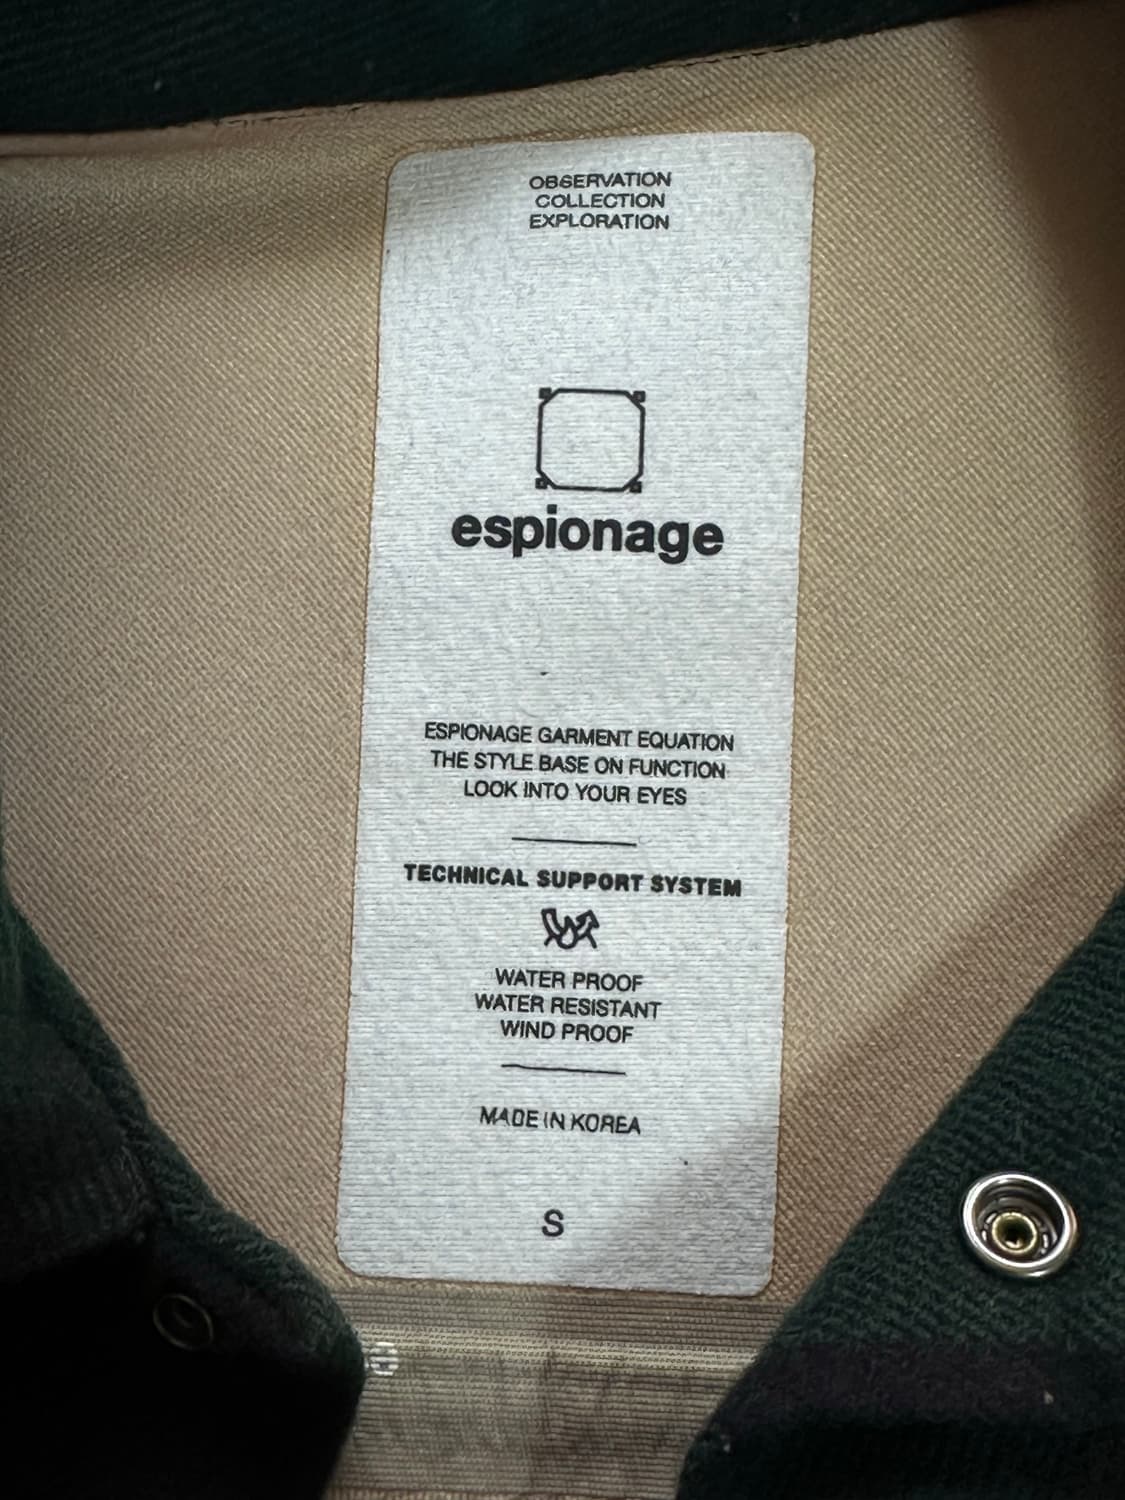 OBSERVATION
COLLECTION
EXPLORATION
espionage
ESPIONAGE GARMENT EQUATION
THE STYLE BASE ON FUNCTION
LOOK INTO YOUR EYES
TECHNICAL SUPPORT SYSTEM
WATER PROOF
WATER RESISTANT
WIND PROOF
MADE IN KOREA
S